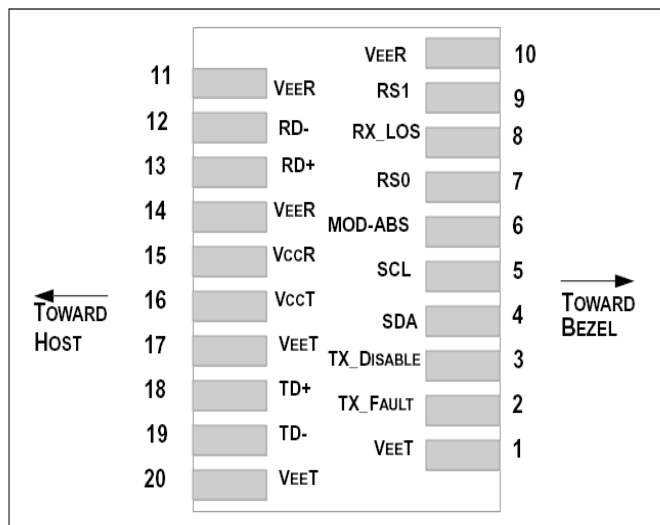 VEER 10
11 VEER RS1 9
12 RD- RX_LOS 8
13 RD+ RS0 7
14 VEER MOD-ABS 6
15 VCCR SCL 5
16 VCCT SDA 4
TOWARD HOST
TOWARD BEZEL
17 VEET TX_DISABLE 3
18 TD+ TX_FAULT 2
19 TD- VEET 1
20 VEET